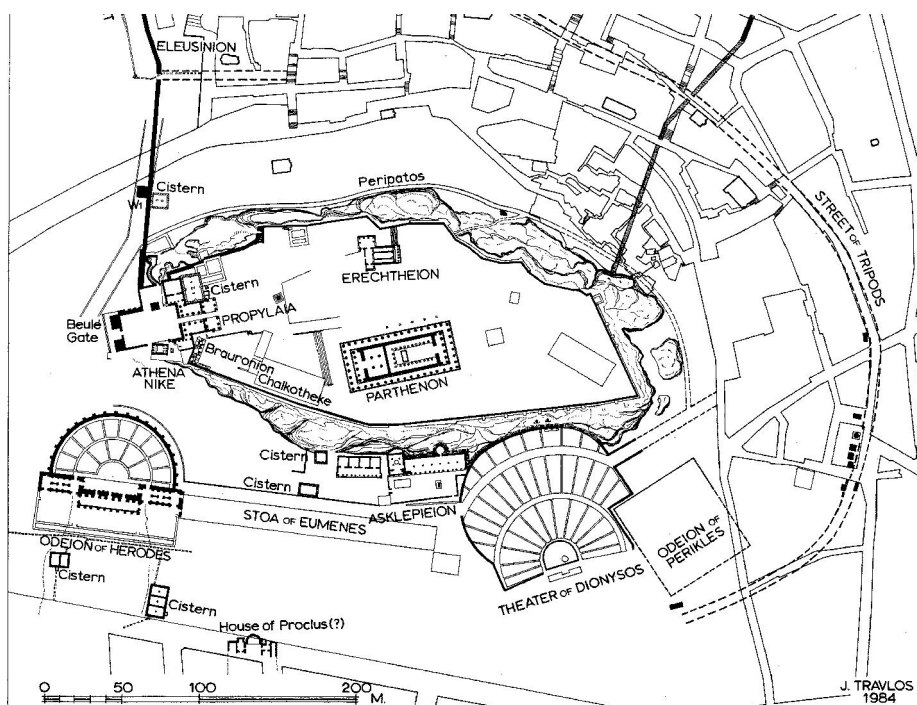 ELEUSINION
Cistern
W1
Peripatos
STREET OF TRIPODS
ERECHTHEION
Cistern
PROPYLAIA
Beulé
Gate
Brauronion
Chalkotheke
ATHENA
NIKE
PARTHENON
Cistern
Cistern
ASKLEPIEION
STOA OF EUMENES
ODEION OF HERODES
ODEION OF
PERIKLES
THEATER OF DIONYSOS
Cistern
Cistern
House of Proclus(?)
0 50 100 200
M.
J. TRAVLOS
1984